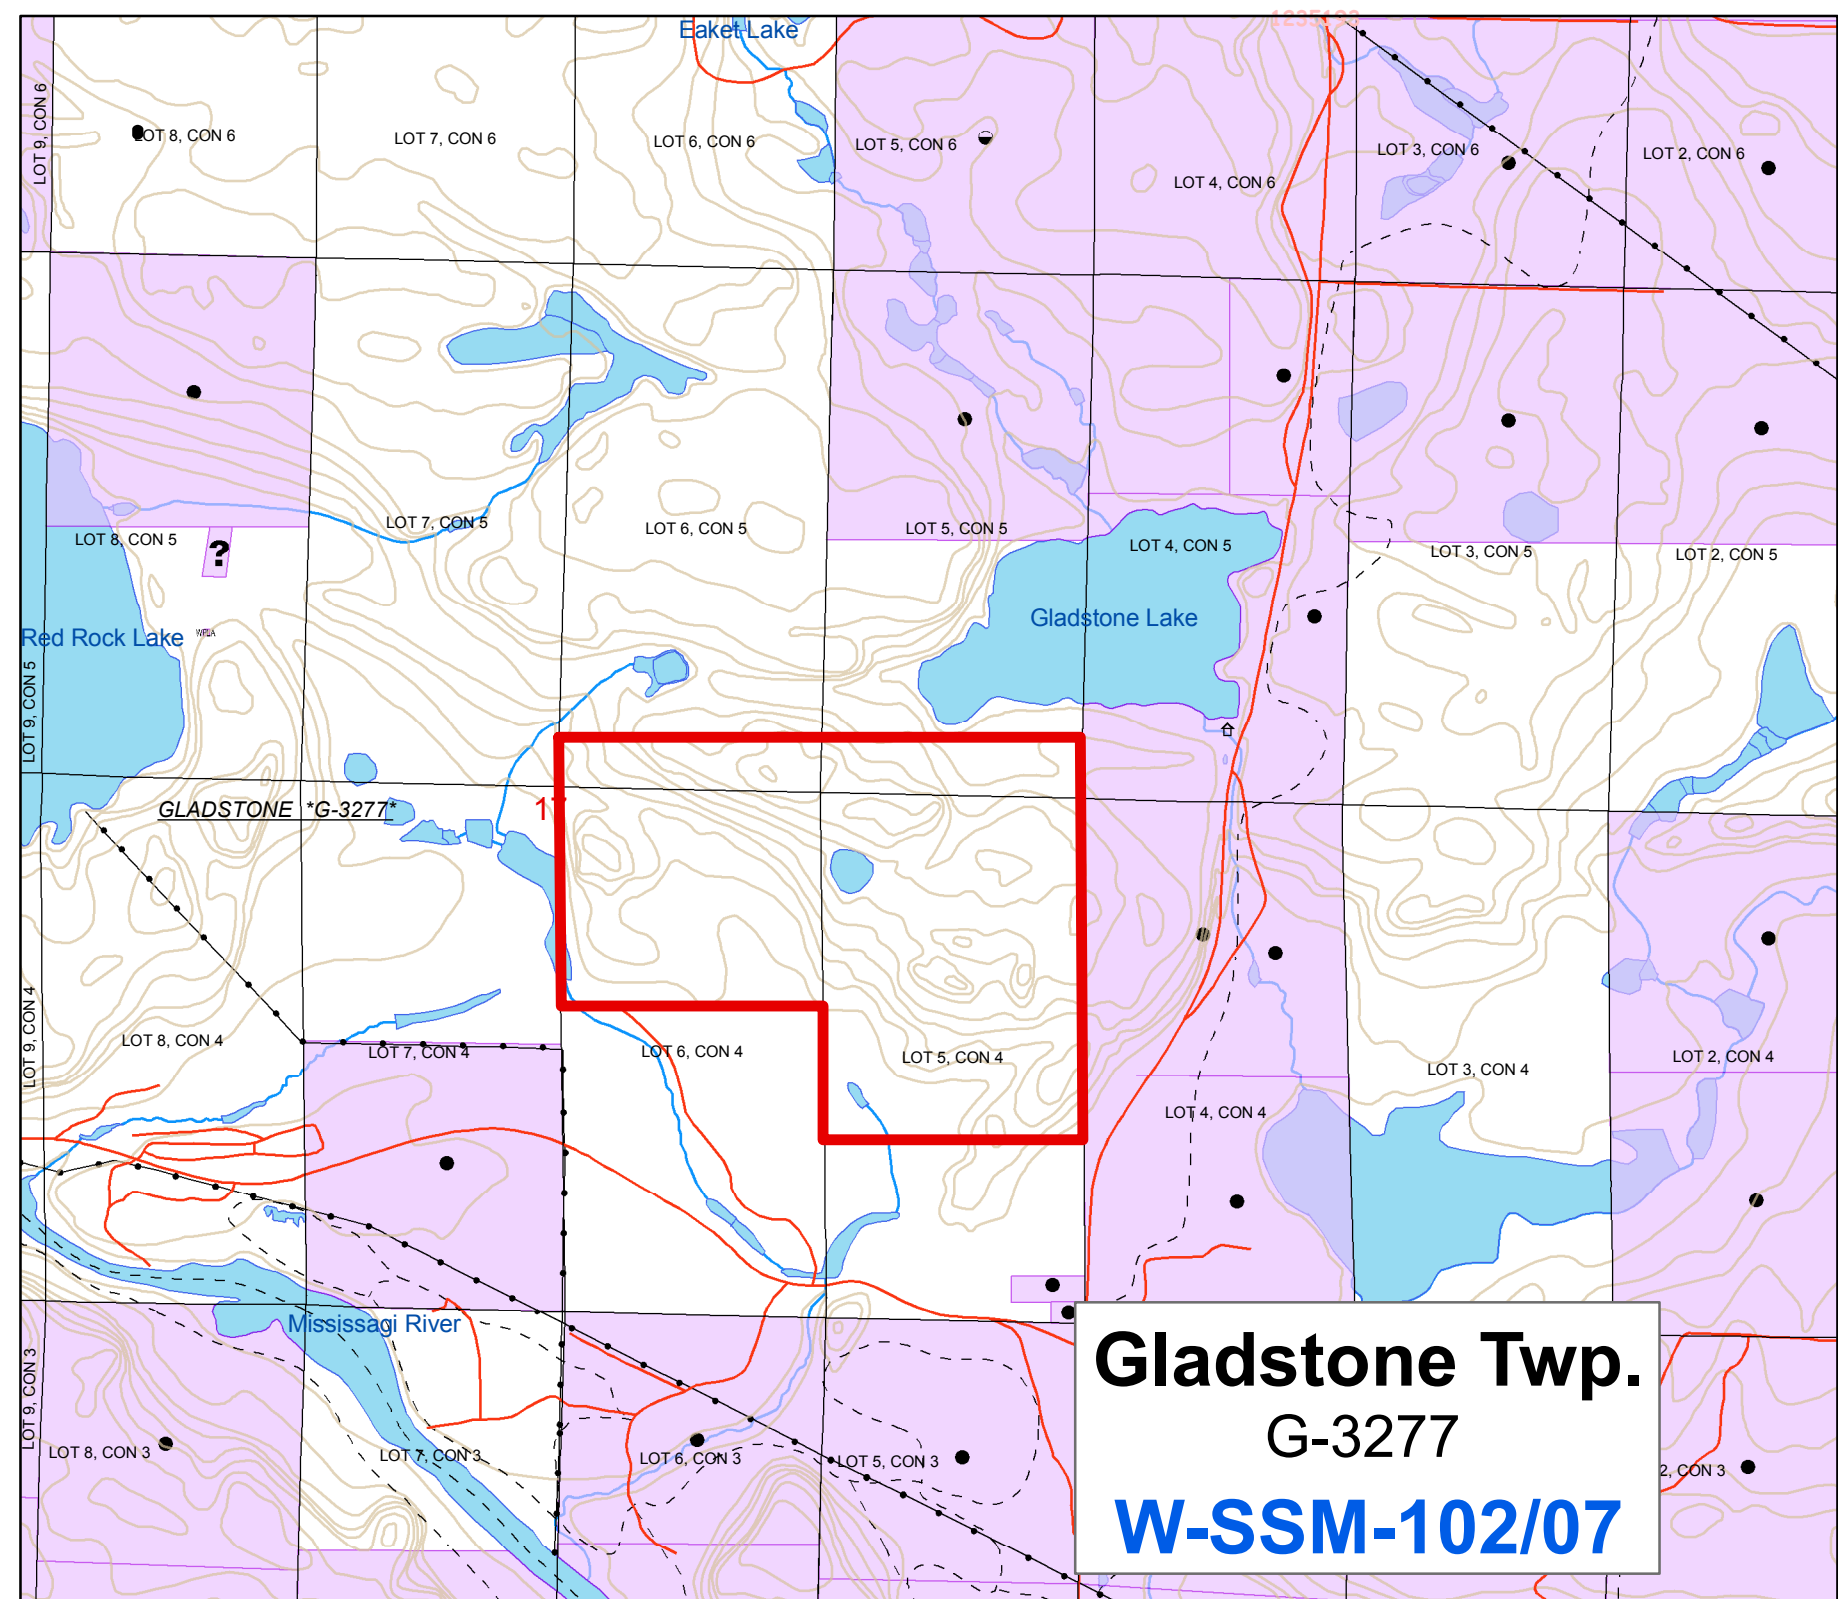 1235193
Eaket Lake
LOT 9, CON 6
LOT 8, CON 6
LOT 7, CON 6
LOT 6, CON 6
LOT 5, CON 6
LOT 4, CON 6
LOT 3, CON 6
LOT 2, CON 6
LOT 8, CON 5
?
LOT 7, CON 5
LOT 6, CON 5
LOT 5, CON 5
LOT 4, CON 5
LOT 3, CON 5
LOT 2, CON 5
Gladstone Lake
Red Rock Lake
WPLA
LOT 9, CON 5
GLADSTONE *G-3277*
17
LOT 9, CON 4
LOT 8, CON 4
LOT 7, CON 4
LOT 6, CON 4
LOT 5, CON 4
LOT 4, CON 4
LOT 3, CON 4
LOT 2, CON 4
Mississagi River
LOT 9, CON 3
LOT 8, CON 3
LOT 7, CON 3
LOT 6, CON 3
LOT 5, CON 3
2, CON 3
Gladstone Twp.
G-3277
W-SSM-102/07